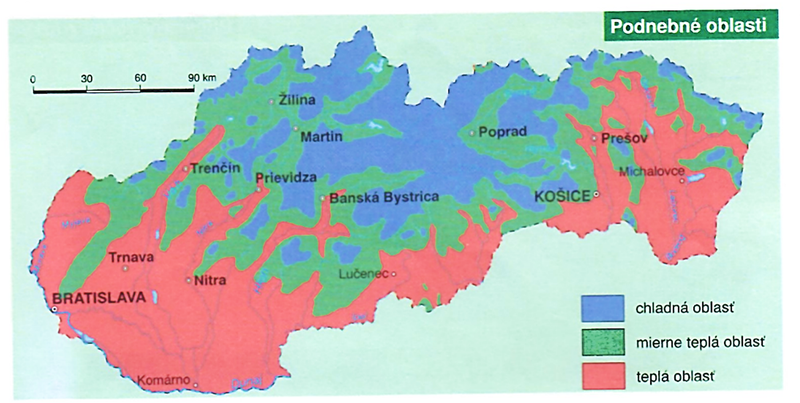 Podnebné oblasti
0 30 60 90 km
Žilina
Martin
Poprad
Prešov
Trenčín
Prievidza
Michalovce
Banská Bystrica
KOŠICE
Trnava
Nitra
Lučenec
BRATISLAVA
Komárno
chladná oblasť
mierne teplá oblasť
teplá oblasť